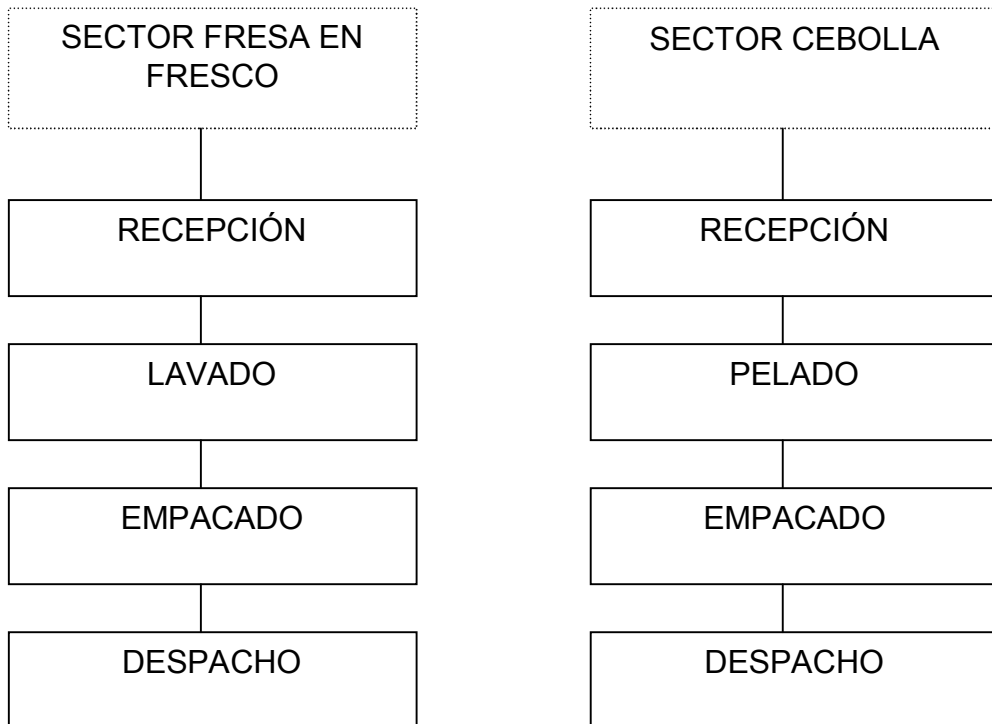 SECTOR FRESA EN
FRESCO
RECEPCIÓN
LAVADO
EMPACADO
DESPACHO
SECTOR CEBOLLA
RECEPCIÓN
PELADO
EMPACADO
DESPACHO